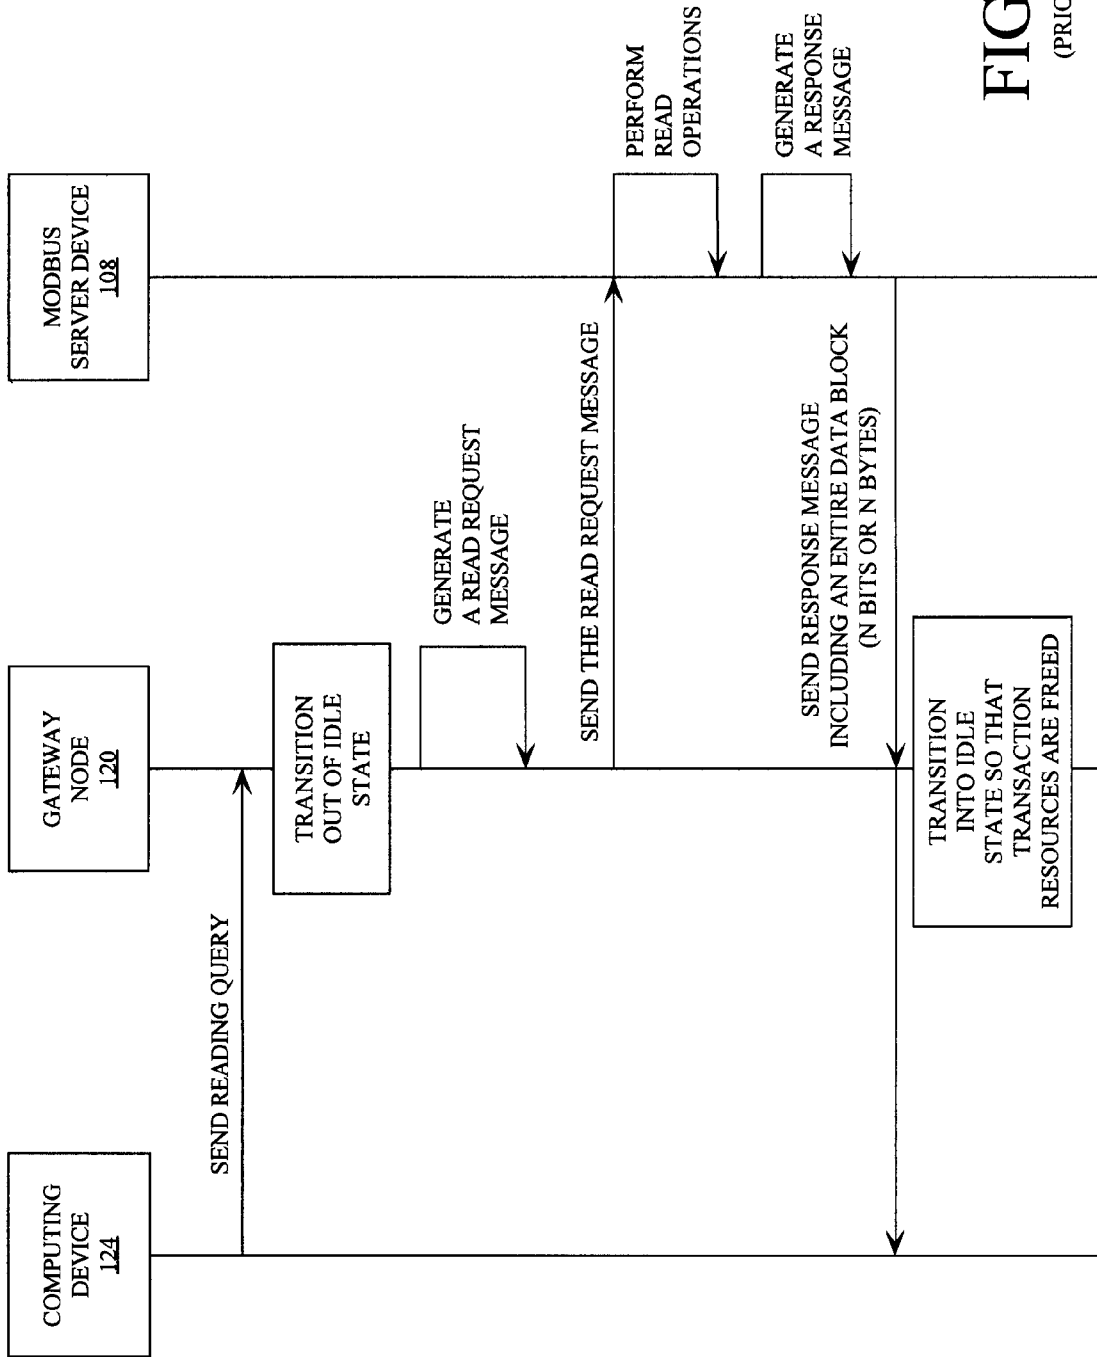 COMPUTING
DEVICE
124
GATEWAY
NODE
120
MODBUS
SERVER DEVICE
108
SEND READING QUERY
TRANSITION
OUT OF IDLE
STATE
GENERATE
A READ REQUEST
MESSAGE
SEND THE READ REQUEST MESSAGE
PERFORM
READ
OPERATIONS
GENERATE
A RESPONSE
MESSAGE
SEND RESPONSE MESSAGE
INCLUDING AN ENTIRE DATA BLOCK
(N BITS OR N BYTES)
TRANSITION
INTO IDLE
STATE SO THAT
TRANSACTION
RESOURCES ARE FREED
FIG